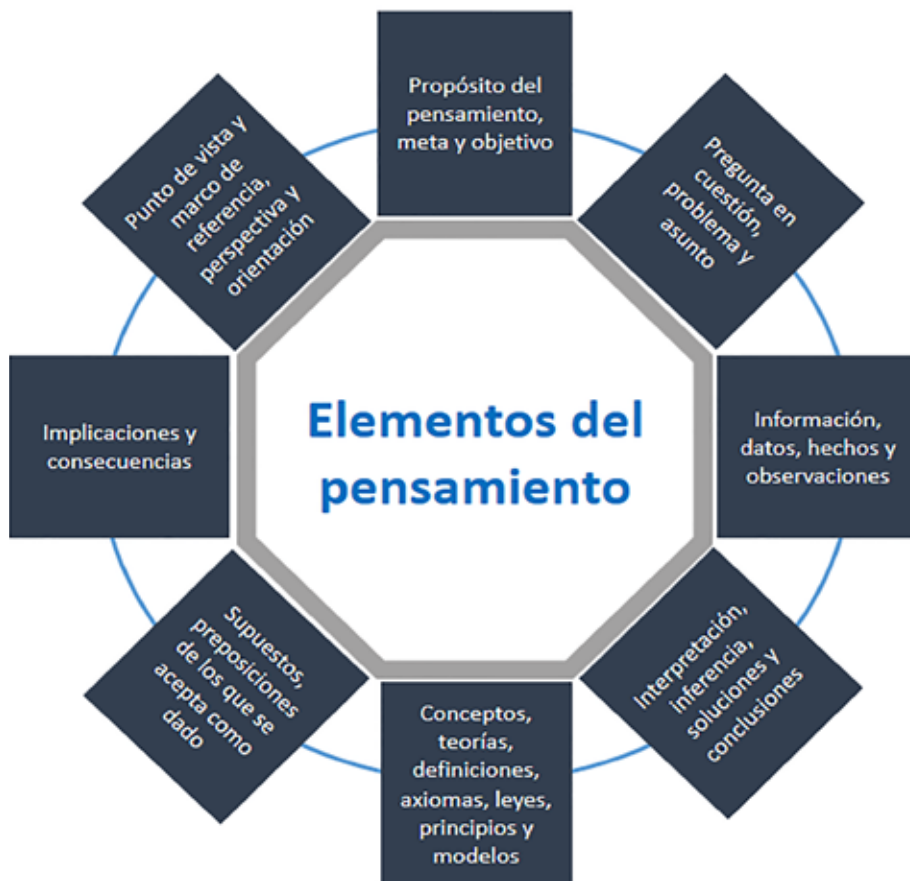 Propósito del
pensamiento,
meta y objetivo
Pregunta en
cuestión,
problema y
asunto
Información,
datos, hechos y
observaciones
Interpretación,
inferencia,
soluciones y
conclusiones
Conceptos,
teorías,
definiciones,
axiomas, leyes,
principios y
modelos
Supuestos,
preposiciones
de los que se
acepta como
dado
Implicaciones y
consecuencias
Punto de vista y
marco de
referencia,
perspectiva y
orientación
Elementos del
pensamiento